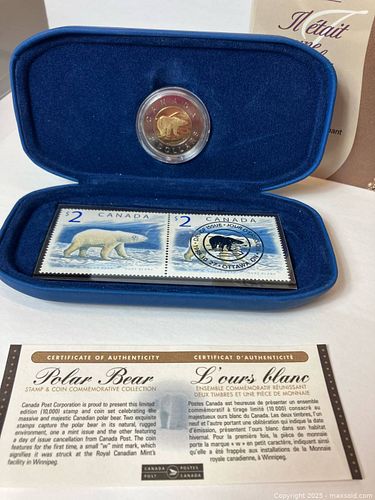 Il était
CANADA
2 DOLLARS
$2 CANADA
$2 CANADA
OTTAWA ON
CERTIFICATE OF AUTHENTICITY
Polar Bear
STAMP & COIN COMMEMORATIVE COLLECTION
Canada Post Corporation is proud to present this limited
edition (10,000) stamp and coin set celebrating the
massive and majestic Canadian polar bear. Two exquisite
stamps capture the polar bear in its natural, rugged
environment, one a mint issue and the other featuring
a day of issue cancellation from Canada Post. The coin
features for the first time, a small "w" mint mark, which
signifies it was struck at the Royal Canadian Mint's
facility in Winnipeg.
CERTIFICAT D'AUTHENTICITÉ
L'ours blanc
ENSEMBLE COMMÉMORATIF RÉUNISSANT
DEUX TIMBRES ET UNE PIÈCE DE MONNAIE
Postes Canada est heureuse de présenter un ensemble
commémoratif à tirage limité (10 000) consacré au
majestueux ours blanc du Canada. Les deux timbres, l'un
neuf et l'autre portant une oblitération qui indique la date
d'émission, présentent l'ours blanc dans son habitat
hivernal. Pour la première fois, la pièce de monnaie
porte la marque « w » en petit caractère, ce qui signifie
qu'elle a été frappée aux installations de la Monnaie
royale canadienne, à Winnipeg.
CANADA POSTES
POST CANADA
Copyright 2025 - maxsold.com